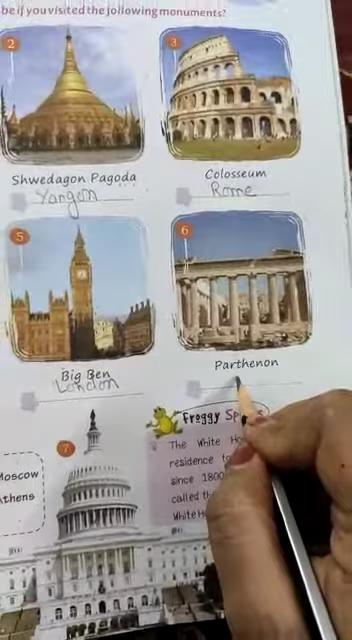 be if you visited the following monuments?
2
3
Shwedagon Pagoda
Colosseum
Yangon
Rome
5
6
Big Ben
Parthenon
London
7
Froggy
The White
residence
since 1800
called
White
Moscow
Athens